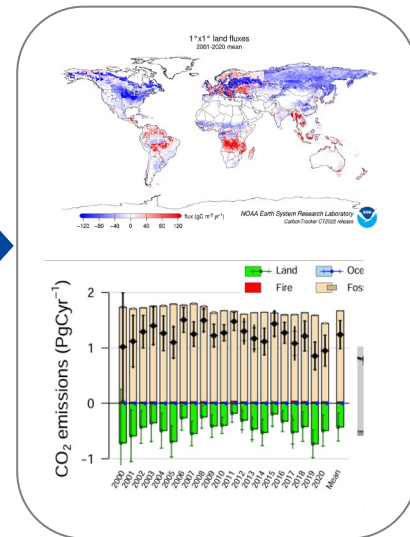 1°x1° land fluxes
2001-2020 mean
−120 −80 −40 0 40 80 120
flux (gC m⁻² yr⁻¹)
NOAA Earth System Research Laboratory
CarbonTracker CT2022 release
Land
Oce
Fire
Foss
CO₂ emissions (PgCyr⁻¹)
2
1
0
−1
2000 2001 2002 2003 2004 2005 2006 2007 2008 2009 2010 2011 2012 2013 2014 2015 2016 2017 2018 2019 2020 Mean